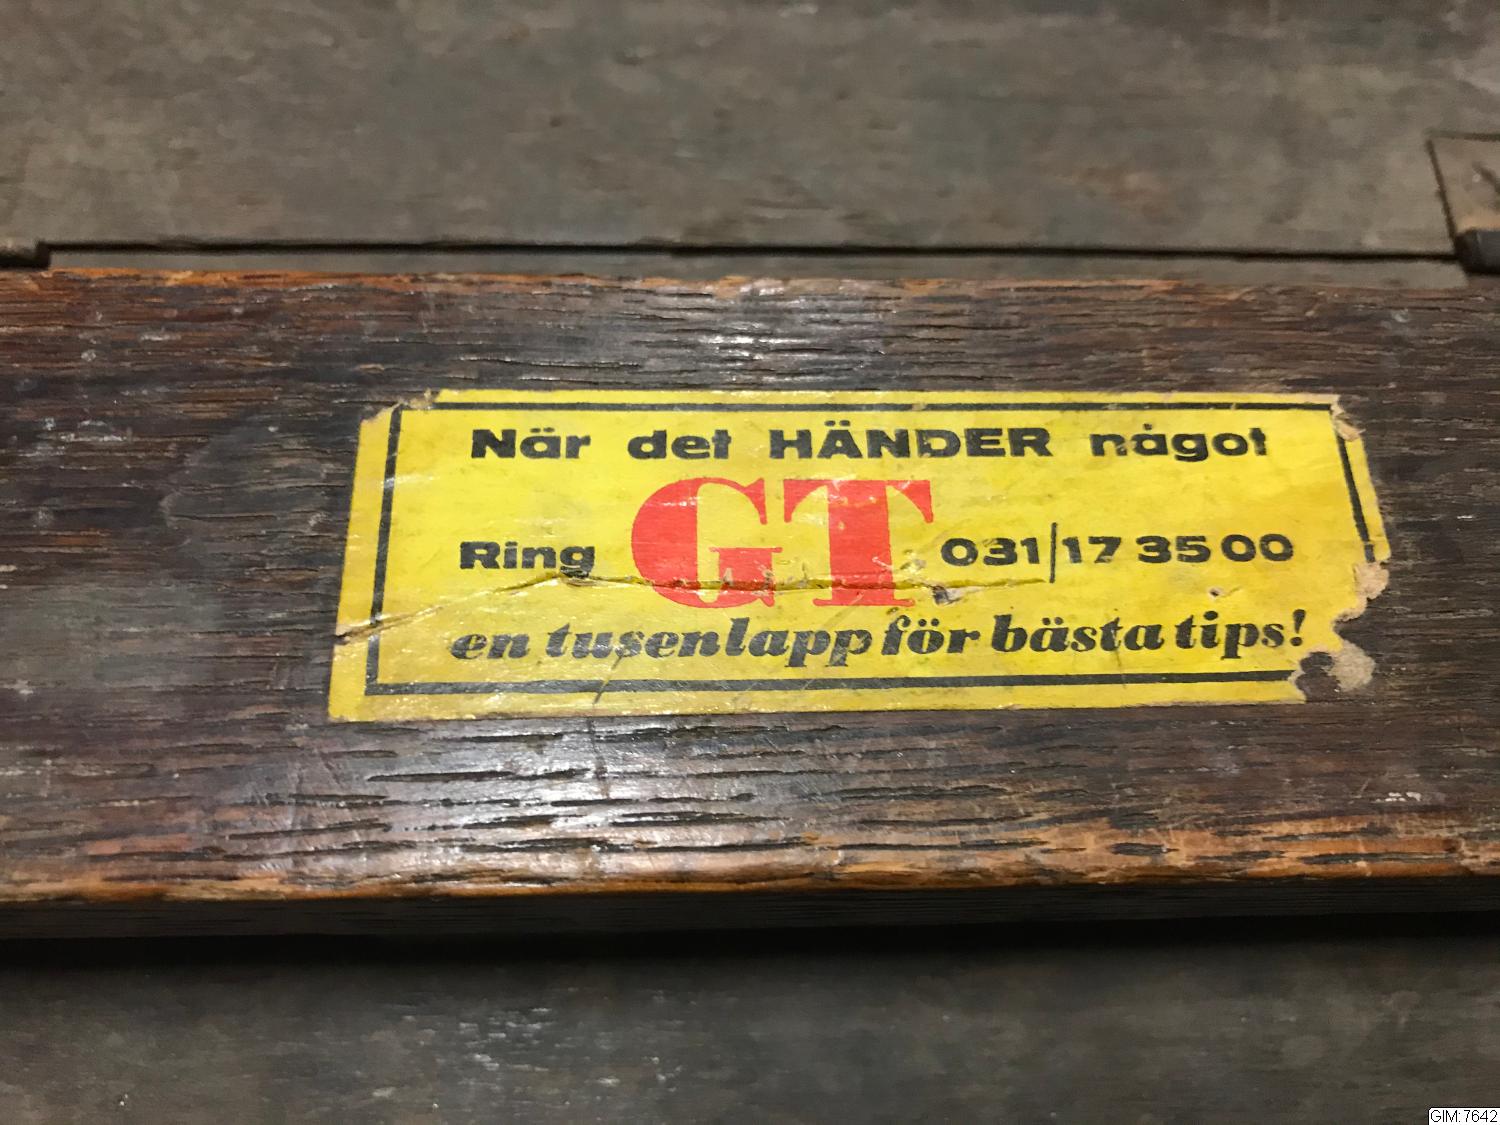 När det HÄNDER något
Ring GT 031/17 35 00
en tusenlapp för bästa tips!
GIM:7642